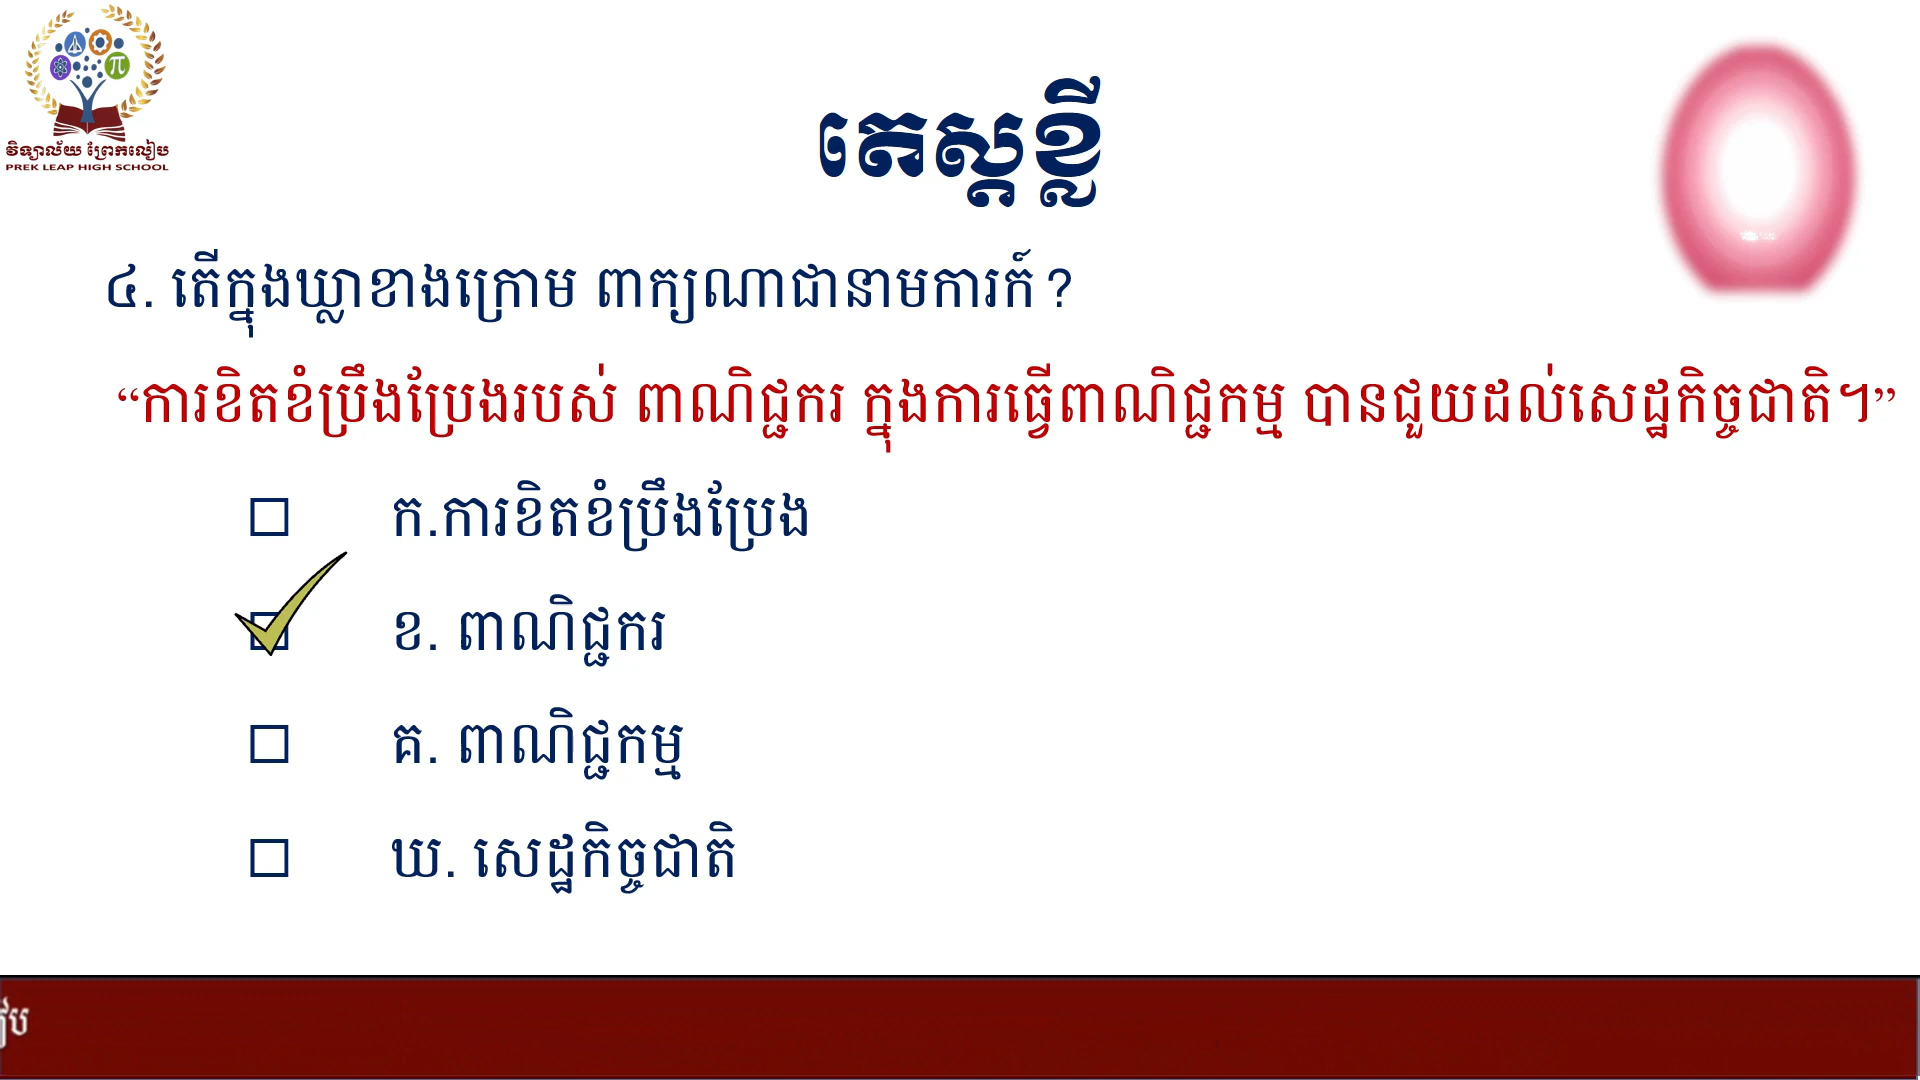 វិទ្យាល័យ ព្រែកលៀប
PREK LEAP HIGH SCHOOL
តេស្តខ្លី
៤. តើក្នុងឃ្លាខាងក្រោម ពាក្យណាជានាមការក៍ ?
“ការខិតខំប្រឹងប្រែងរបស់ ពាណិជ្ជករ ក្នុងការធ្វើពាណិជ្ជកម្ម បានជួយដល់សេដ្ឋកិច្ចជាតិ។”
ក.ការខិតខំប្រឹងប្រែង
ខ. ពាណិជ្ជករ
គ. ពាណិជ្ជកម្ម
ឃ. សេដ្ឋកិច្ចជាតិ